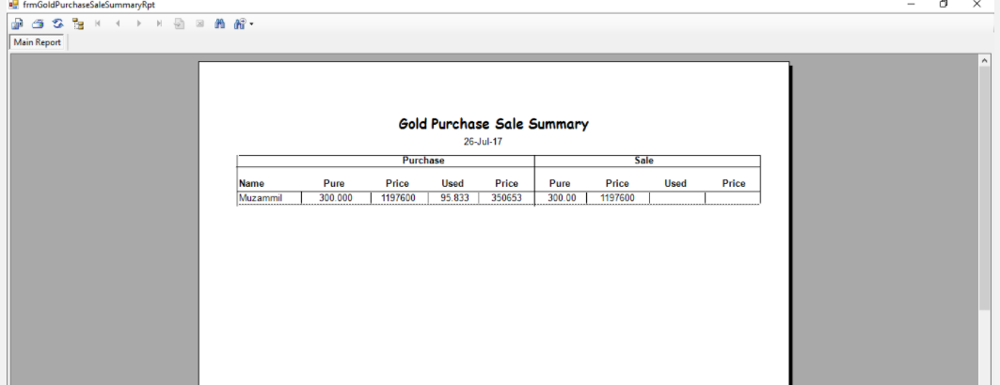 frmGoldPurchaseSaleSummaryRpt
Main Report
Gold Purchase Sale Summary
26-Jul-17
Purchase Sale
Name Pure Price Used Price Pure Price Used Price
Muzammil 300.000 1197600 95.833 350653 300.00 1197600